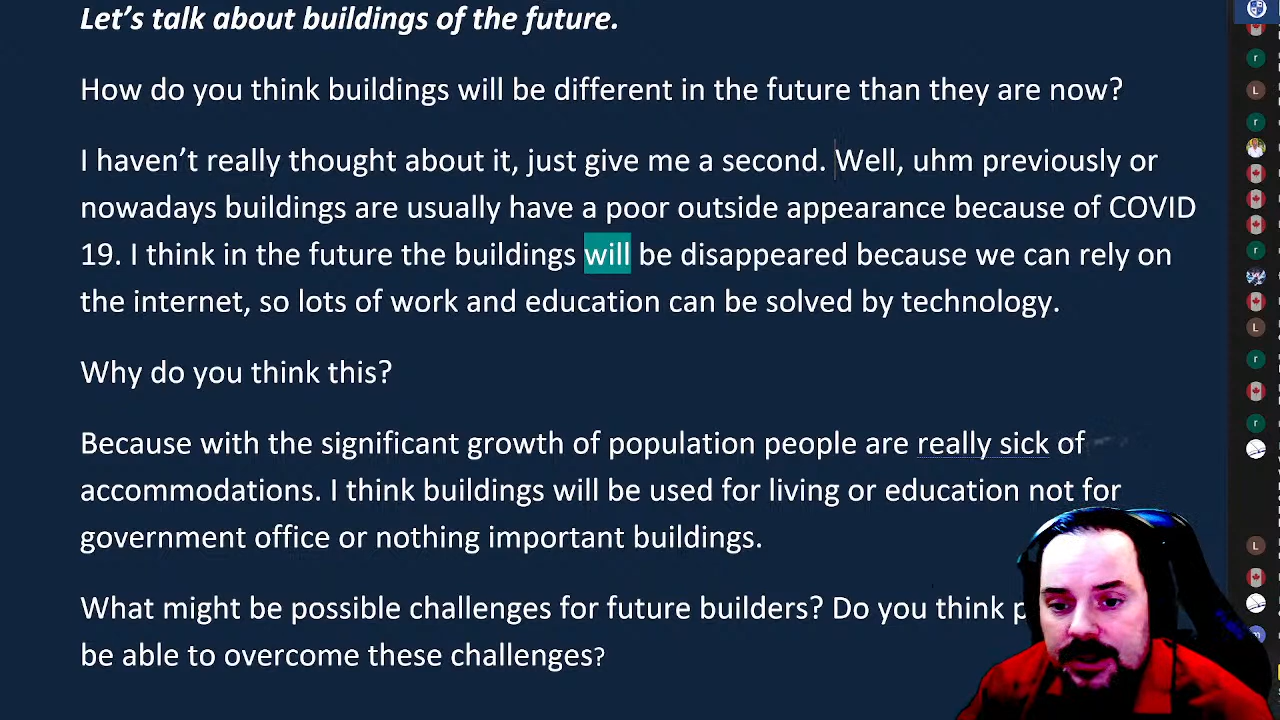 Let's talk about buildings of the future.
How do you think buildings will be different in the future than they are now?
I haven't really thought about it, just give me a second. Well, uhm previously or
nowadays buildings are usually have a poor outside appearance because of COVID
19. I think in the future the buildings will be disappeared because we can rely on
the internet, so lots of work and education can be solved by technology.
Why do you think this?
Because with the significant growth of population people are really sick of
accommodations. I think buildings will be used for living or education not for
government office or nothing important buildings.
What might be possible challenges for future builders? Do you think
be able to overcome these challenges?